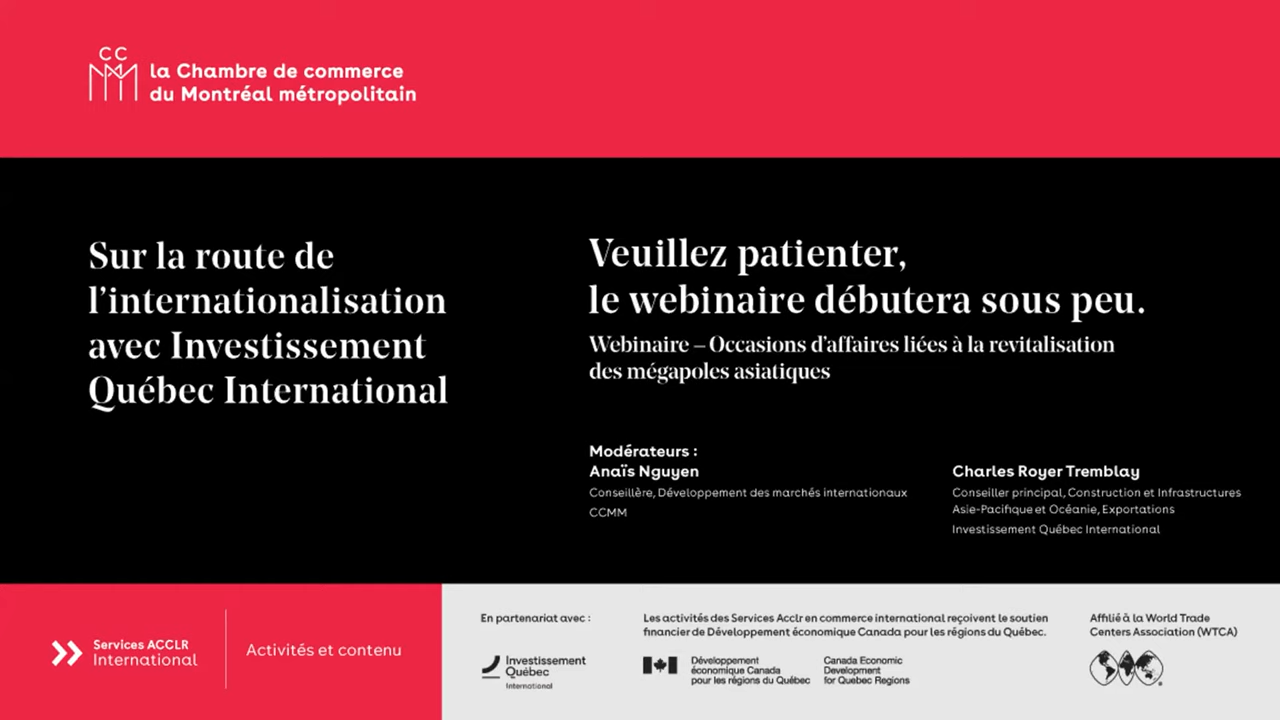 CC
MMi
la Chambre de commerce
du Montréal métropolitain
Sur la route de
l'internationalisation
avec Investissement
Québec International
Veuillez patienter,
le webinaire débutera sous peu.
Webinaire – Occasions d'affaires liées à la revitalisation
des mégapoles asiatiques
Modérateurs :
Anaïs Nguyen
Conseillère, Développement des marchés internationaux
CCMM
Charles Royer Tremblay
Conseiller principal, Construction et Infrastructures
Asie-Pacifique et Océanie, Exportations
Investissement Québec International
Services ACCLR
International
Activités et contenu
En partenariat avec :
Investissement
Québec
International
Les activités des Services Acclr en commerce international reçoivent le soutien
financier de Développement économique Canada pour les régions du Québec.
Développement
économique Canada
pour les régions du Québec
Canada Economic
Development
for Quebec Regions
Affilié à la World Trade
Centers Association (WTCA)